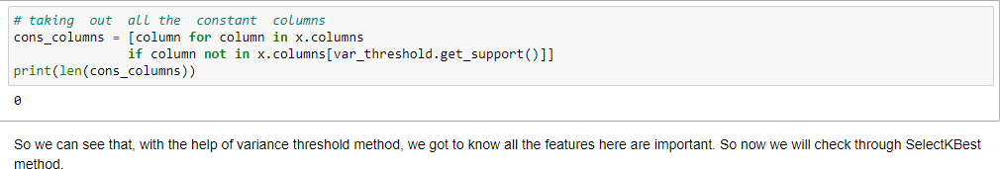 # taking out all the constant columns
cons_columns = [column for column in x.columns
if column not in x.columns[var_threshold.get_support()]]
print(len(cons_columns))
0
So we can see that, with the help of variance threshold method, we got to know all the features here are important. So now we will check through SelectKBest
method.